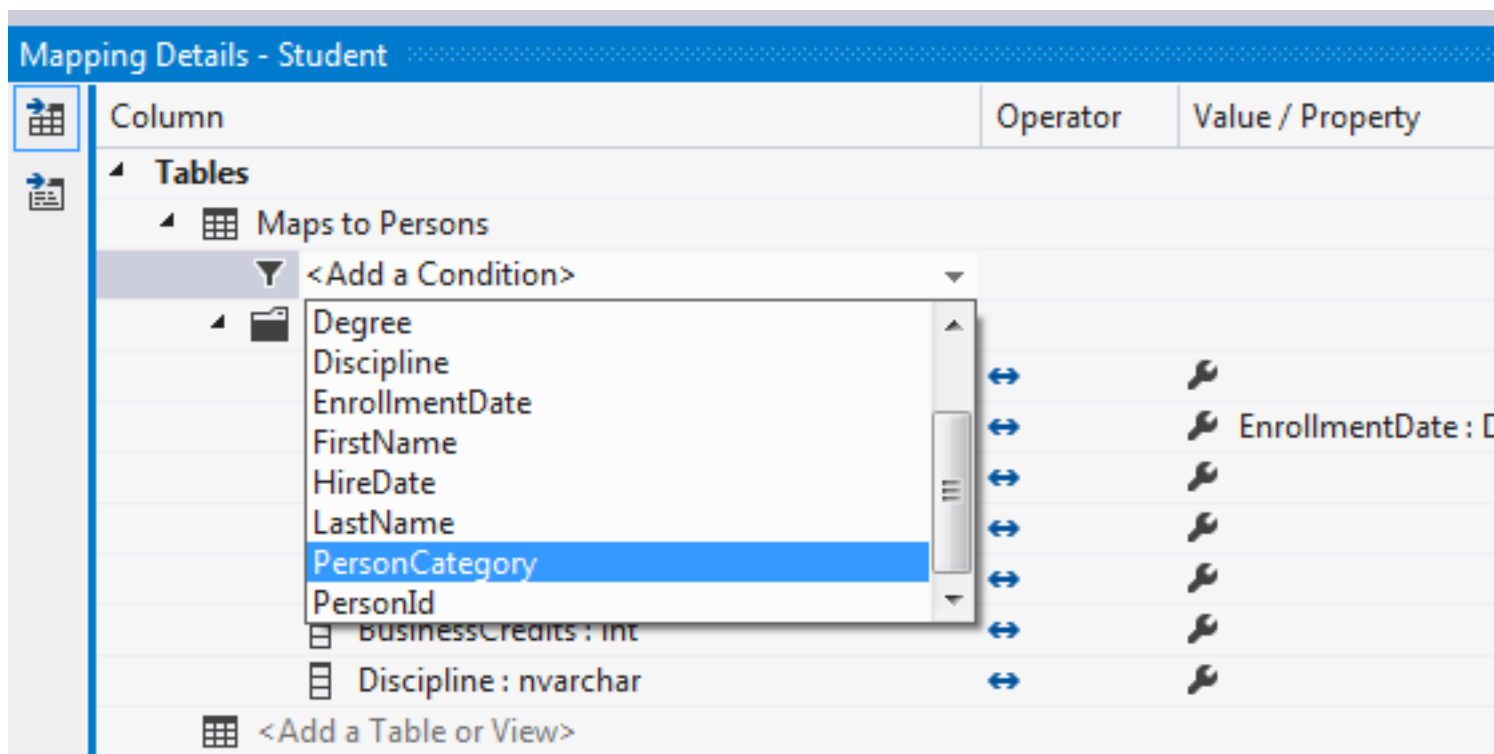 Mapping Details - Student
Column Operator Value / Property
Tables
Maps to Persons
<Add a Condition>
Degree
Discipline
EnrollmentDate
EnrollmentDate : D
FirstName
HireDate
LastName
PersonCategory
PersonId
BusinessCredits : int
Discipline : nvarchar
<Add a Table or View>